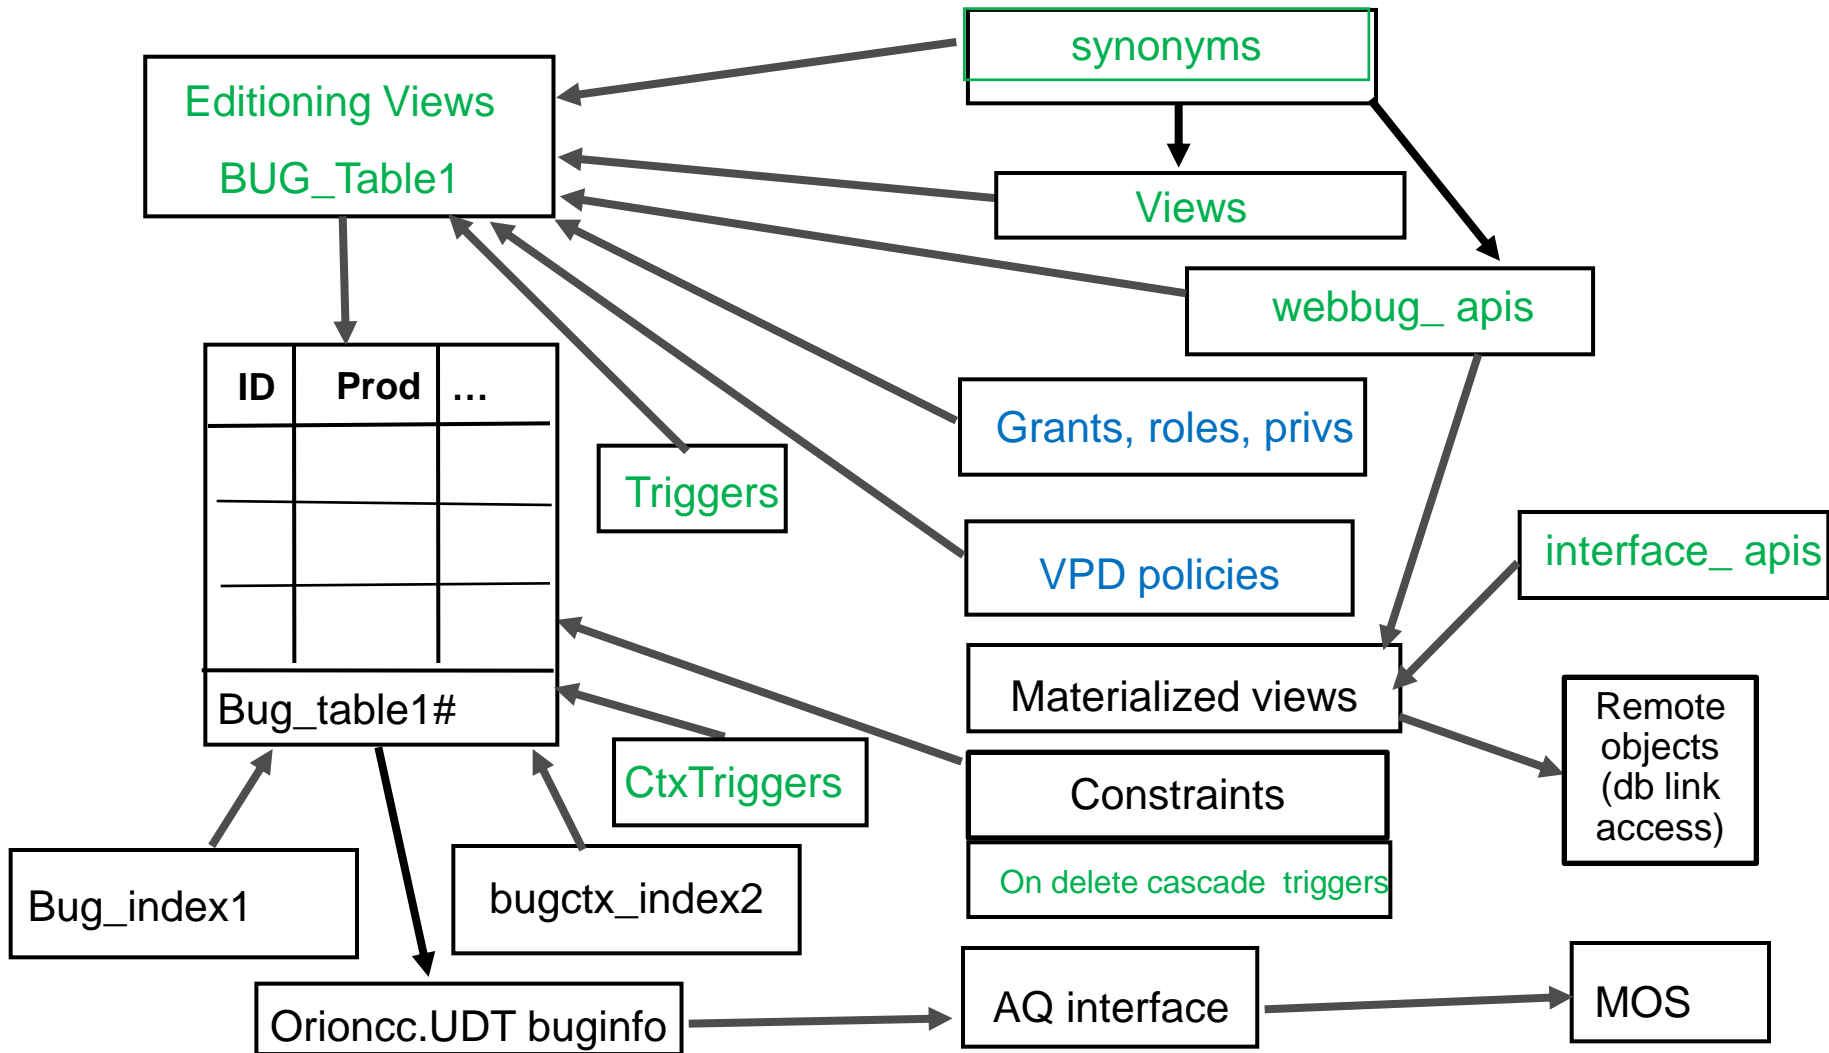 synonyms
Editioning Views
BUG_Table1
Views
webbug_ apis
ID Prod …
Grants, roles, privs
Triggers
interface_ apis
VPD policies
Materialized views
Bug_table1#
Remote
objects
(db link
access)
CtxTriggers
Constraints
On delete cascade triggers
Bug_index1
bugctx_index2
AQ interface
MOS
Orioncc.UDT buginfo